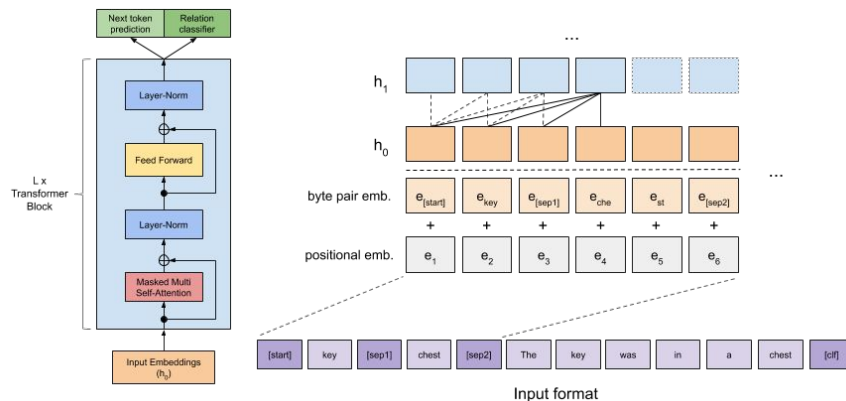 Next token
prediction
Relation
classifier
Layer-Norm
Feed Forward
Layer-Norm
Masked Multi
Self-Attention
L x
Transformer
Block
Input Embeddings
(h0)
...
h1
h0
...
byte pair emb. e[start] ekey e[sep1] eche est e[sep2]
+ + + + + +
positional emb. e1 e2 e3 e4 e5 e6
[start] key [sep1] chest [sep2] The key was in a chest [clf]
Input format